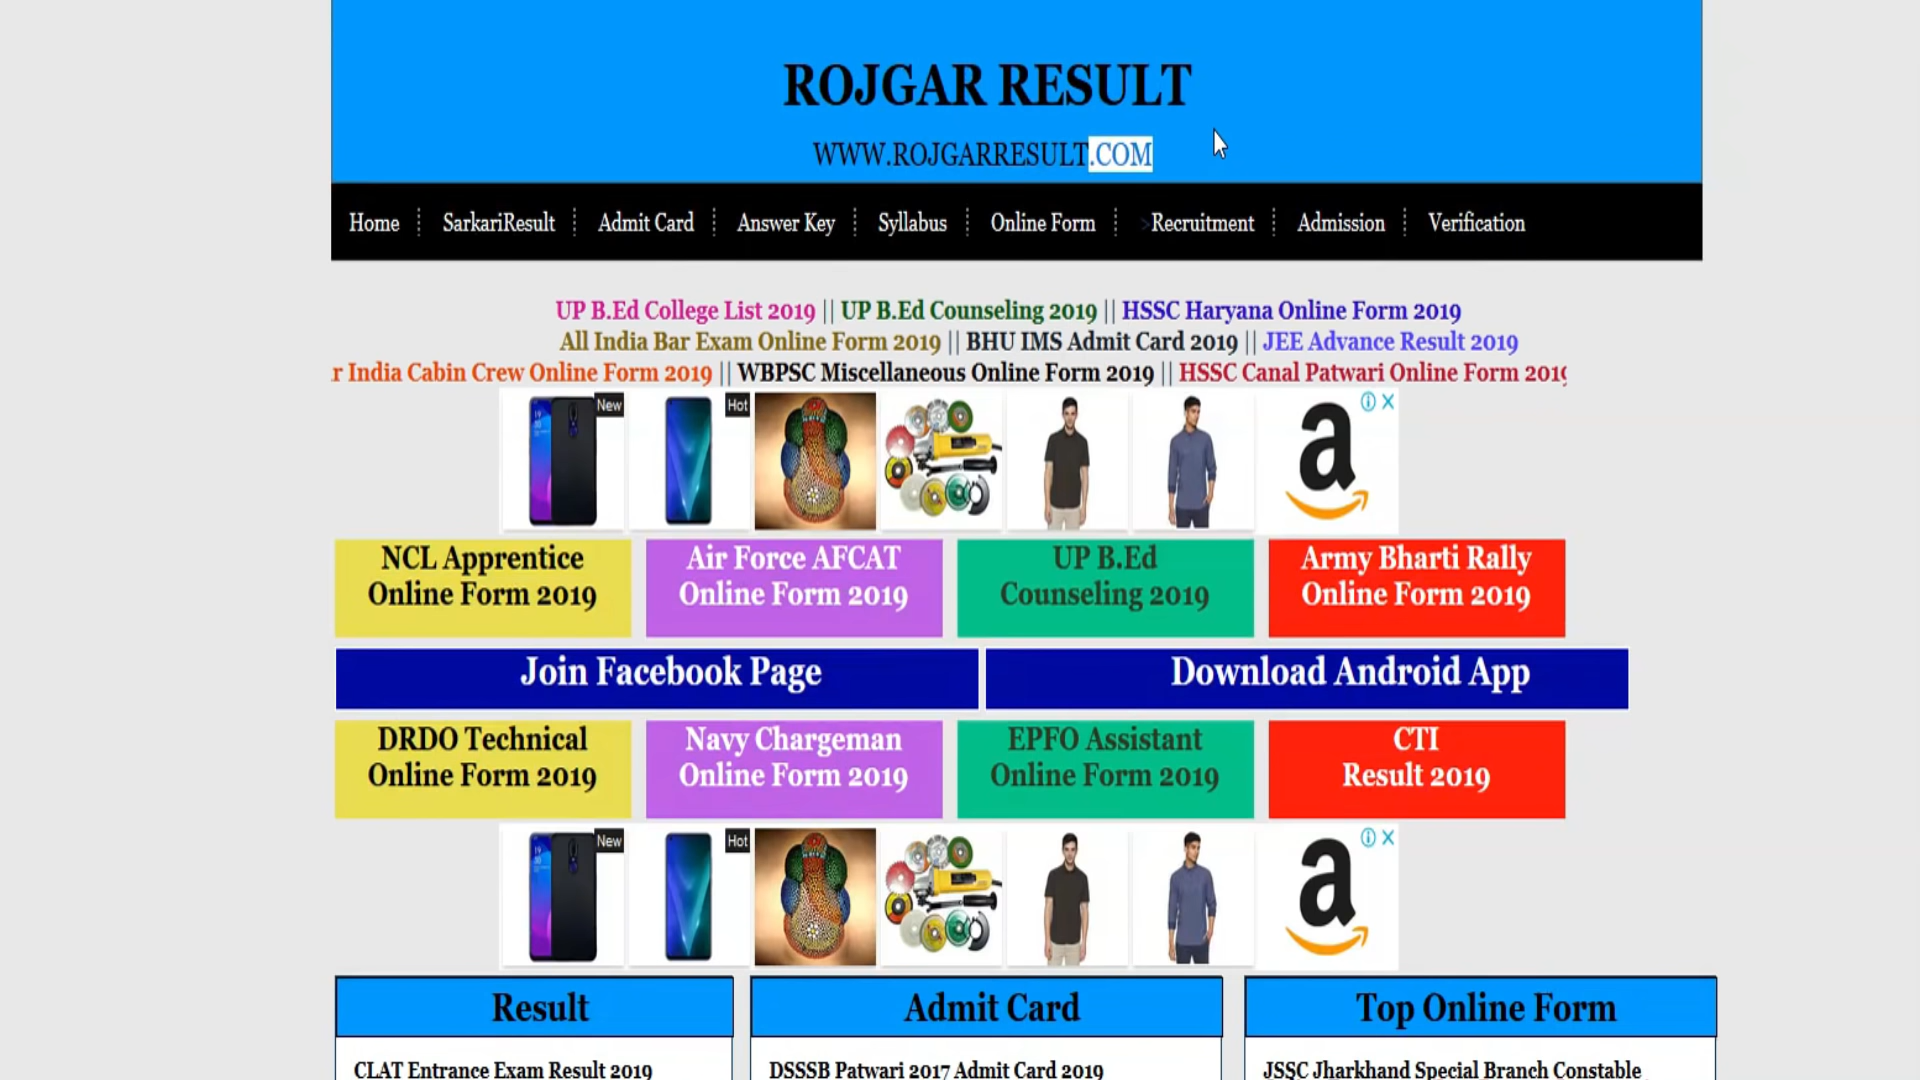 ROJGAR RESULT
WWW.ROJGARRESULT.COM
Home SarkariResult Admit Card Answer Key Syllabus Online Form >Recruitment Admission Verification
UP B.Ed College List 2019 || UP B.Ed Counseling 2019 || HSSC Haryana Online Form 2019
All India Bar Exam Online Form 2019 || BHU IMS Admit Card 2019 || JEE Advance Result 2019
r India Cabin Crew Online Form 2019 || WBPSC Miscellaneous Online Form 2019 || HSSC Canal Patwari Online Form 2019
New Hot a
NCL Apprentice
Online Form 2019
Air Force AFCAT
Online Form 2019
UP B.Ed
Counseling 2019
Army Bharti Rally
Online Form 2019
Join Facebook Page
Download Android App
DRDO Technical
Online Form 2019
Navy Chargeman
Online Form 2019
EPFO Assistant
Online Form 2019
CTI
Result 2019
New Hot a
Result
Admit Card
Top Online Form
CLAT Entrance Exam Result 2019
DSSSB Patwari 2017 Admit Card 2019
JSSC Jharkhand Special Branch Constable